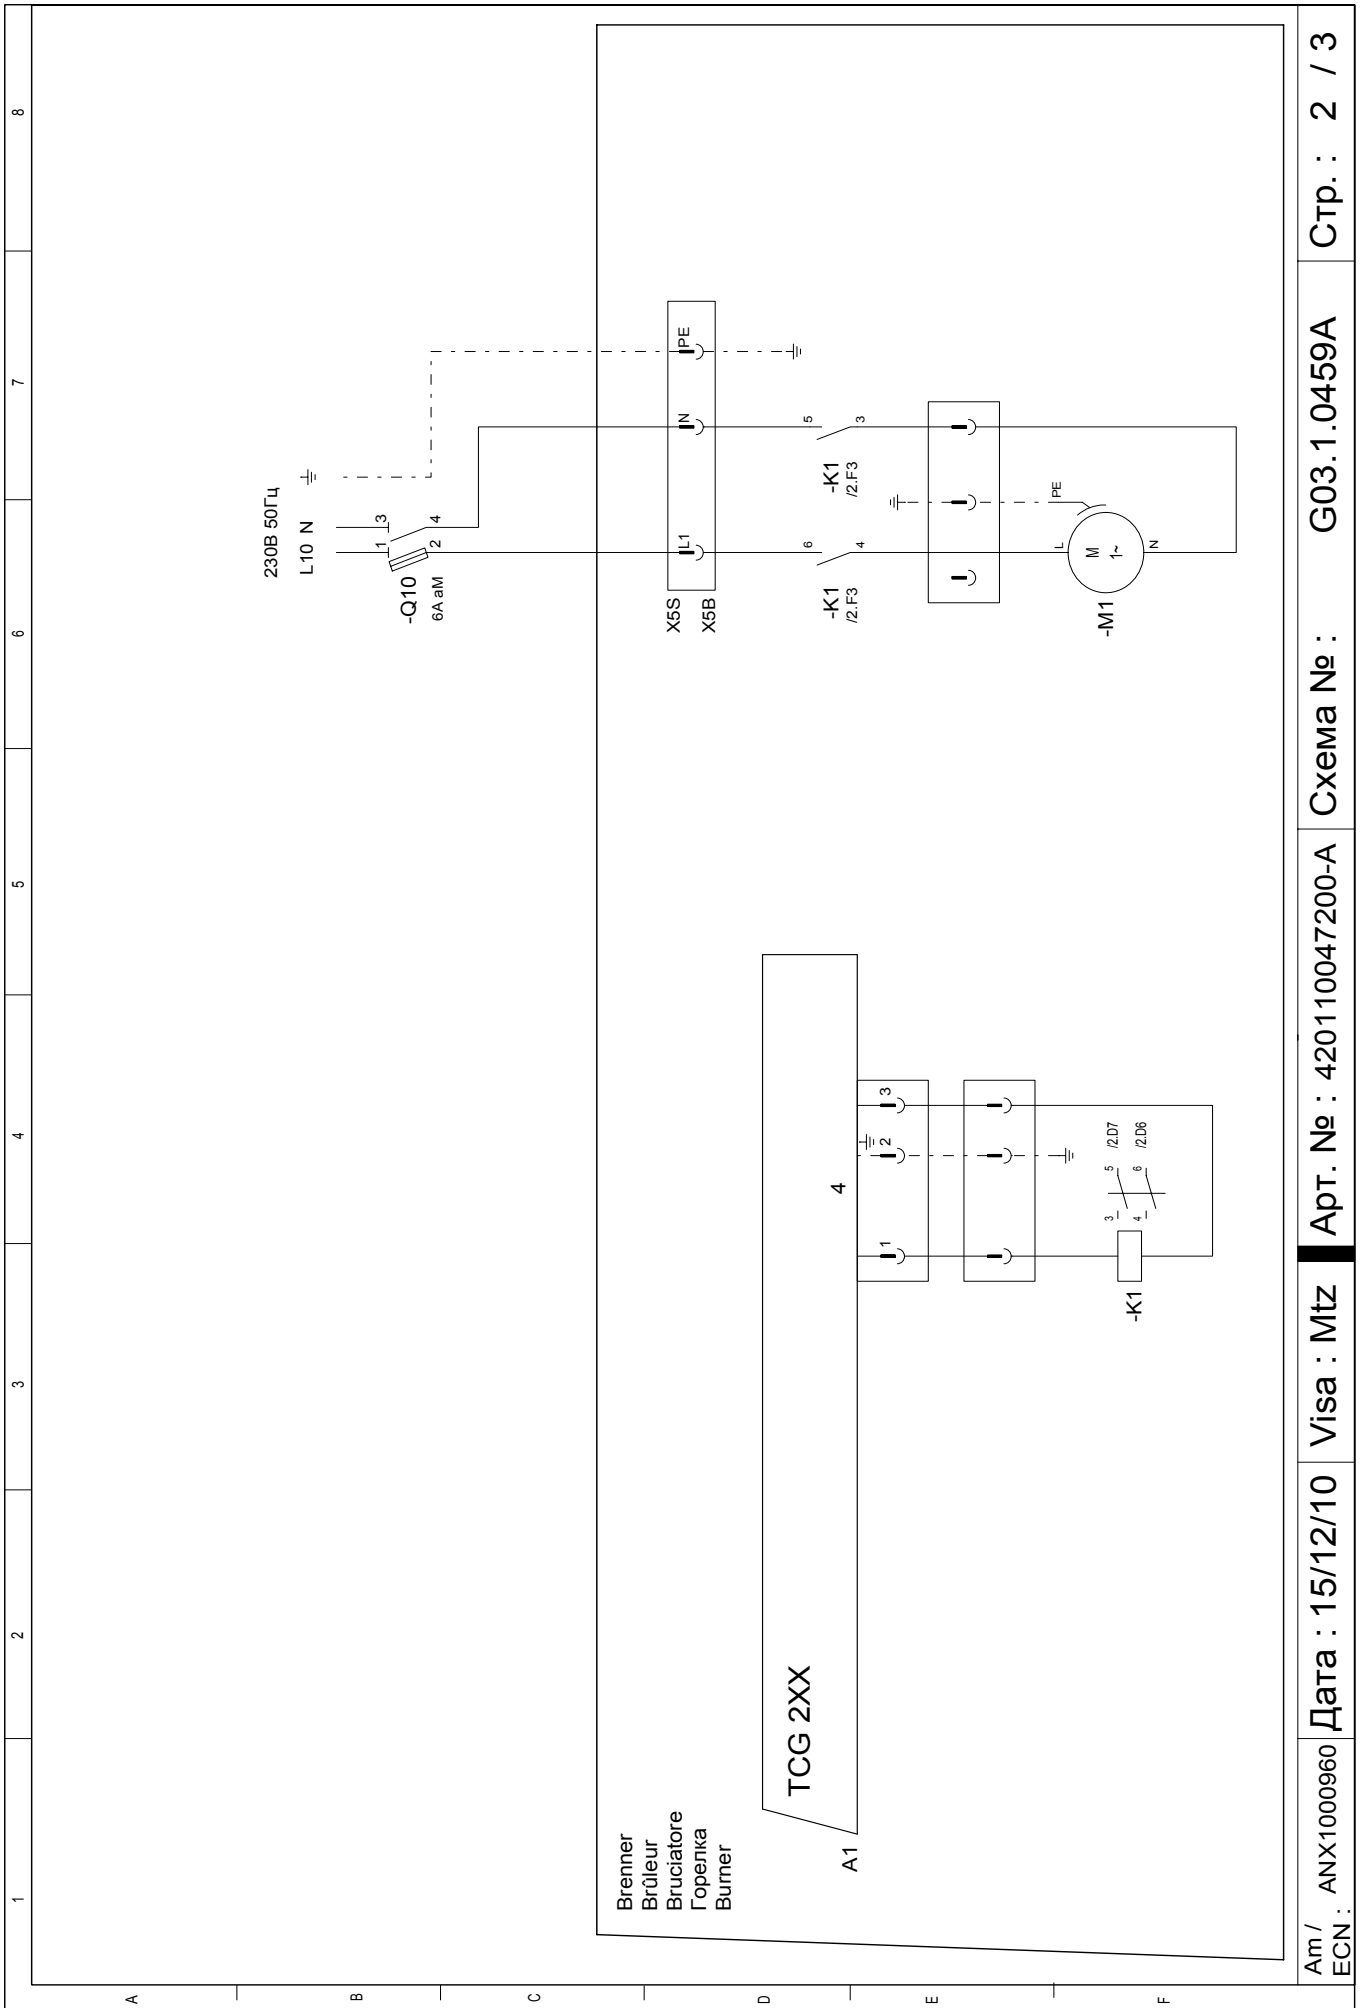 1 2 3 4 5 6 7 8
A
B
C
D
E
F
230В 50Гц
L10 N
1 3
-Q10
6A aM
2 4
Brenner
Brûleur
Bruciatore
Горелка
Burner
X5S
L1 N PE
X5B
TCG 2XX
A1
4
6 5
-K1
/2.F3
4
-K1
/2.F3
3
1 2 3
L PE
M
1~
-M1
N
-K1
3 5 /2.D7
4 6 /2.D6
Am /
ECN : ANX1000960
Дата : 15/12/10
Visa : Mtz
Арт. № : 420110047200-A
Схема № : G03.1.0459A
Стр. : 2 / 3